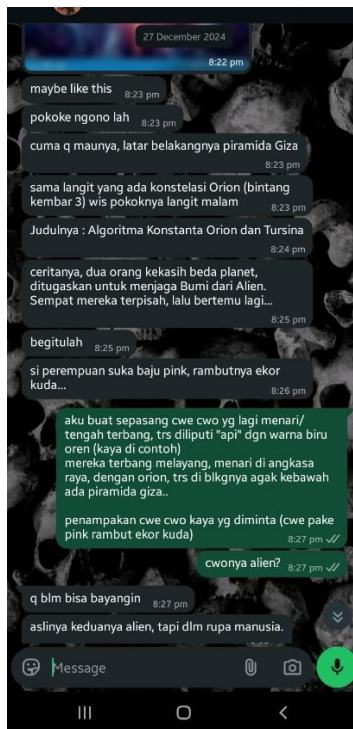 27 December 2024
8:22 pm
maybe like this 8:23 pm
pokoke ngono lah 8:23 pm
cuma q maunya, latar belakangnya piramida Giza
8:23 pm
sama langit yang ada konstelasi Orion (bintang
kembar 3) wis pokoknya langit malam 8:23 pm
Judulnya : Algoritma Konstanta Orion dan Tursina
8:24 pm
ceritanya, dua orang kekasih beda planet,
ditugaskan untuk menjaga Bumi dari Alien.
Sempat mereka terpisah, lalu bertemu lagi...
8:25 pm
begitulah 8:25 pm
si perempuan suka baju pink, rambutnya ekor
kuda... 8:26 pm
aku buat sepasang cwe cwo yg lagi menari/
tengah terbang, trs diliputi "api" dgn warna biru
oren (kaya di contoh)
mereka terbang melayang, menari di angkasa
raya, dengan orion, trs di blkgnya agak kebawah
ada piramida giza..
penampakan cwe cwo kaya yg diminta (cwe pake
pink rambut ekor kuda) 8:27 pm
cwonya alien? 8:27 pm
q blm bisa bayangin 8:27 pm
aslinya keduanya alien, tapi dlm rupa manusia.
Message